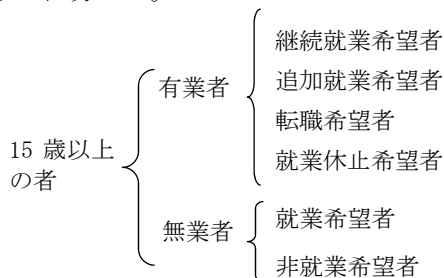 継続就業希望者
追加就業希望者
有業者
転職希望者
就業休止希望者
15 歳以上
の者
就業希望者
無業者
非就業希望者